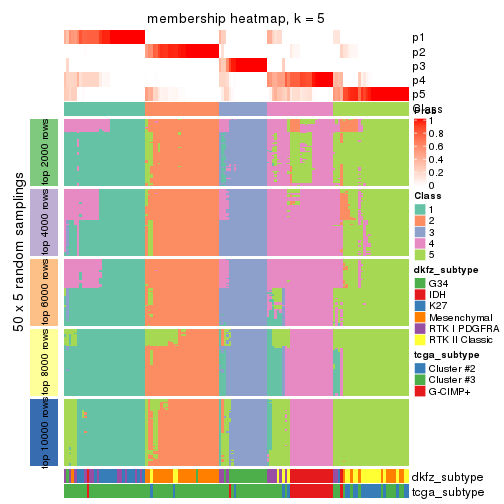 membership heatmap, k = 5
p1
p2
p3
p4
p5
Class
1
0.8
0.6
0.4
0.2
0
Class
1
2
3
4
5
dkfz_subtype
G34
IDH
K27
Mesenchymal
RTK I PDGFRA
RTK II Classic
tcga_subtype
Cluster #2
Cluster #3
G-CIMP+
50 x 5 random samplings
top 2000 rows
top 4000 rows
top 6000 rows
top 8000 rows
top 10000 rows
dkfz_subtype
tcga_subtype